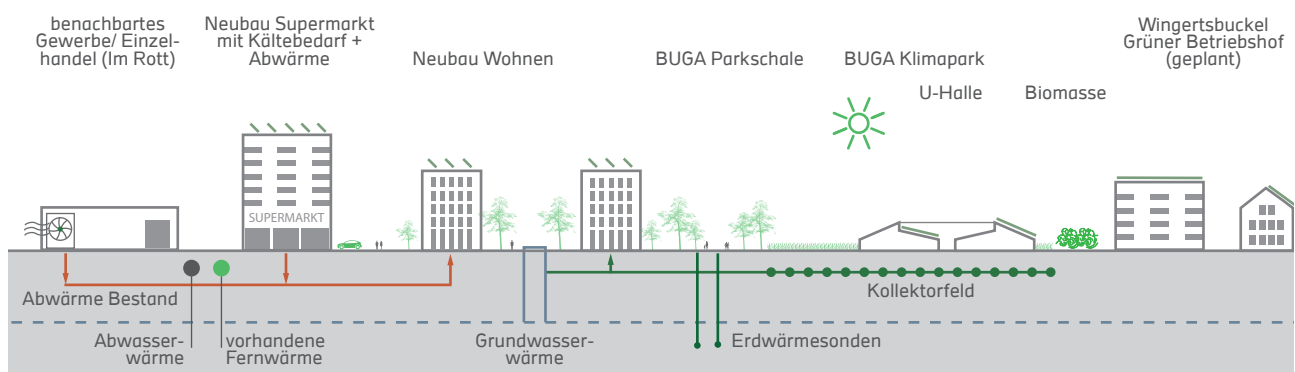 benachbartes
Gewerbe/ Einzel-
handel (Im Rott)
Neubau Supermarkt
mit Kältebedarf +
Abwärme
Neubau Wohnen
BUGA Parkschale
BUGA Klimapark
U-Halle
Biomasse
Wingertsbuckel
Grüner Betriebshof
(geplant)
SUPERMARKT
Abwärme Bestand
Kollektorfeld
Abwasser-
wärme
vorhandene
Fernwärme
Grundwasser-
wärme
Erdwärmesonden